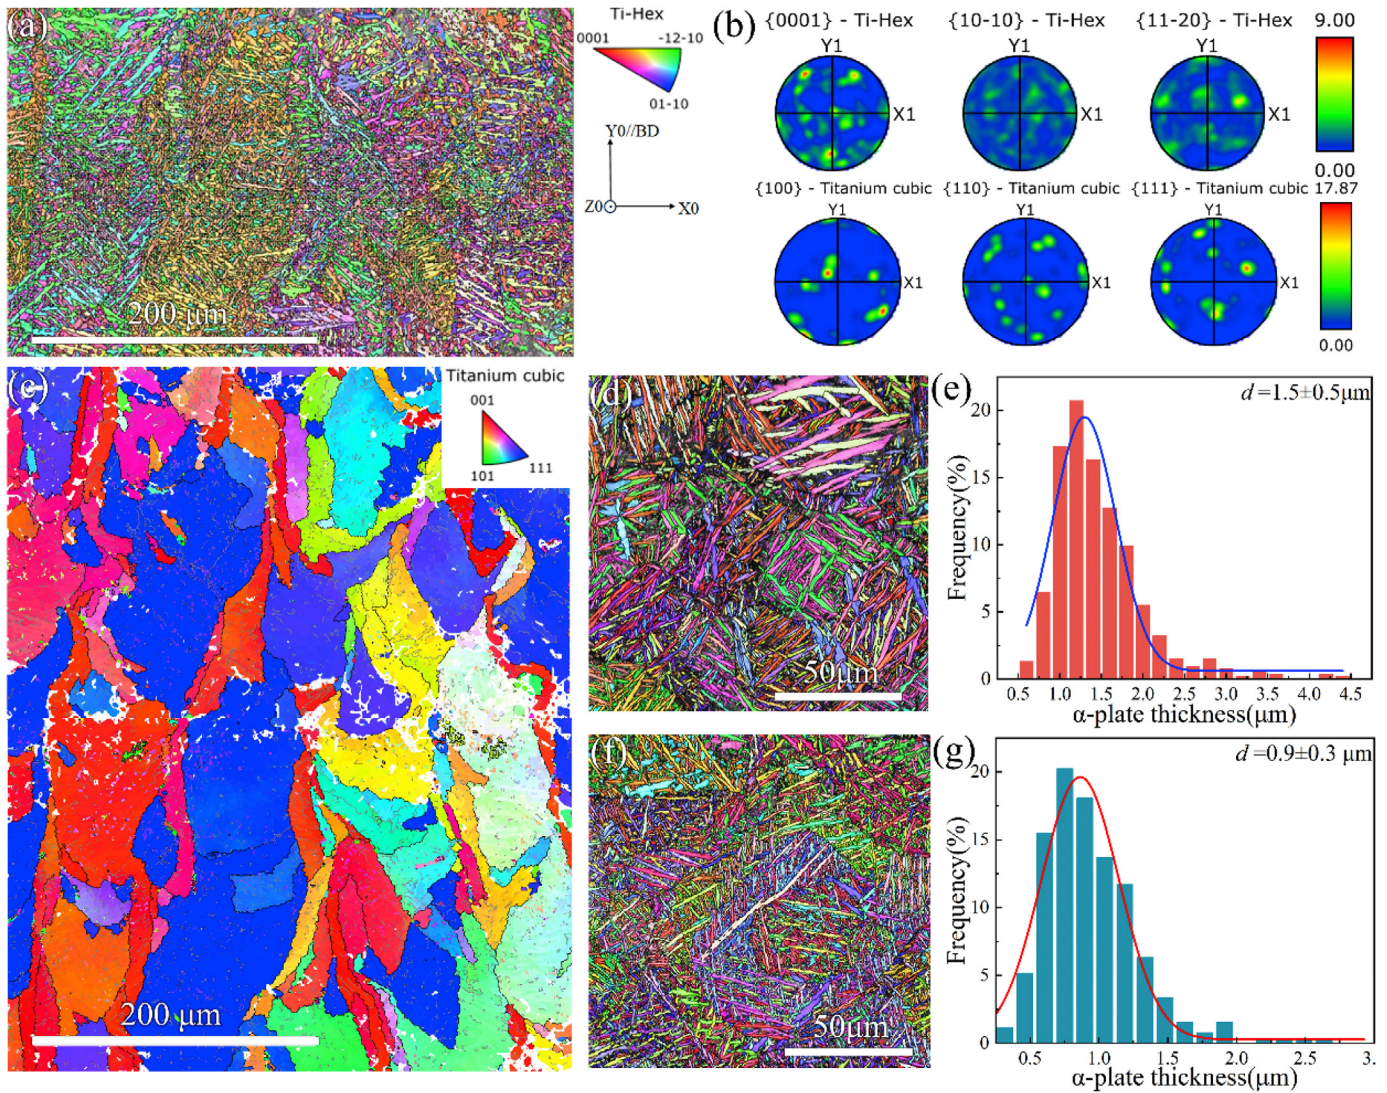 (a)
Ti-Hex
0001
-12-10
01-10
Y0//BD
Z0
X0
(b)
{0001} - Ti-Hex
{10-10} - Ti-Hex
{11-20} - Ti-Hex
9.00
Y1
Y1
Y1
X1
X1
X1
0.00
{100} - Titanium cubic
{110} - Titanium cubic
{111} - Titanium cubic
17.87
Y1
Y1
Y1
X1
X1
X1
0.00
200 μm
(c)
Titanium cubic
001
101
111
200 μm
(d)
50μm
(e)
d=1.5±0.5μm
Frequency(%)
20
15
10
5
0
0.5 1.0 1.5 2.0 2.5 3.0 3.5 4.0 4.5
α-plate thickness(μm)
(f)
50μm
(g)
d=0.9±0.3 μm
Frequency(%)
20
15
10
5
0
0.5 1.0 1.5 2.0 2.5 3.
α-plate thickness(μm)